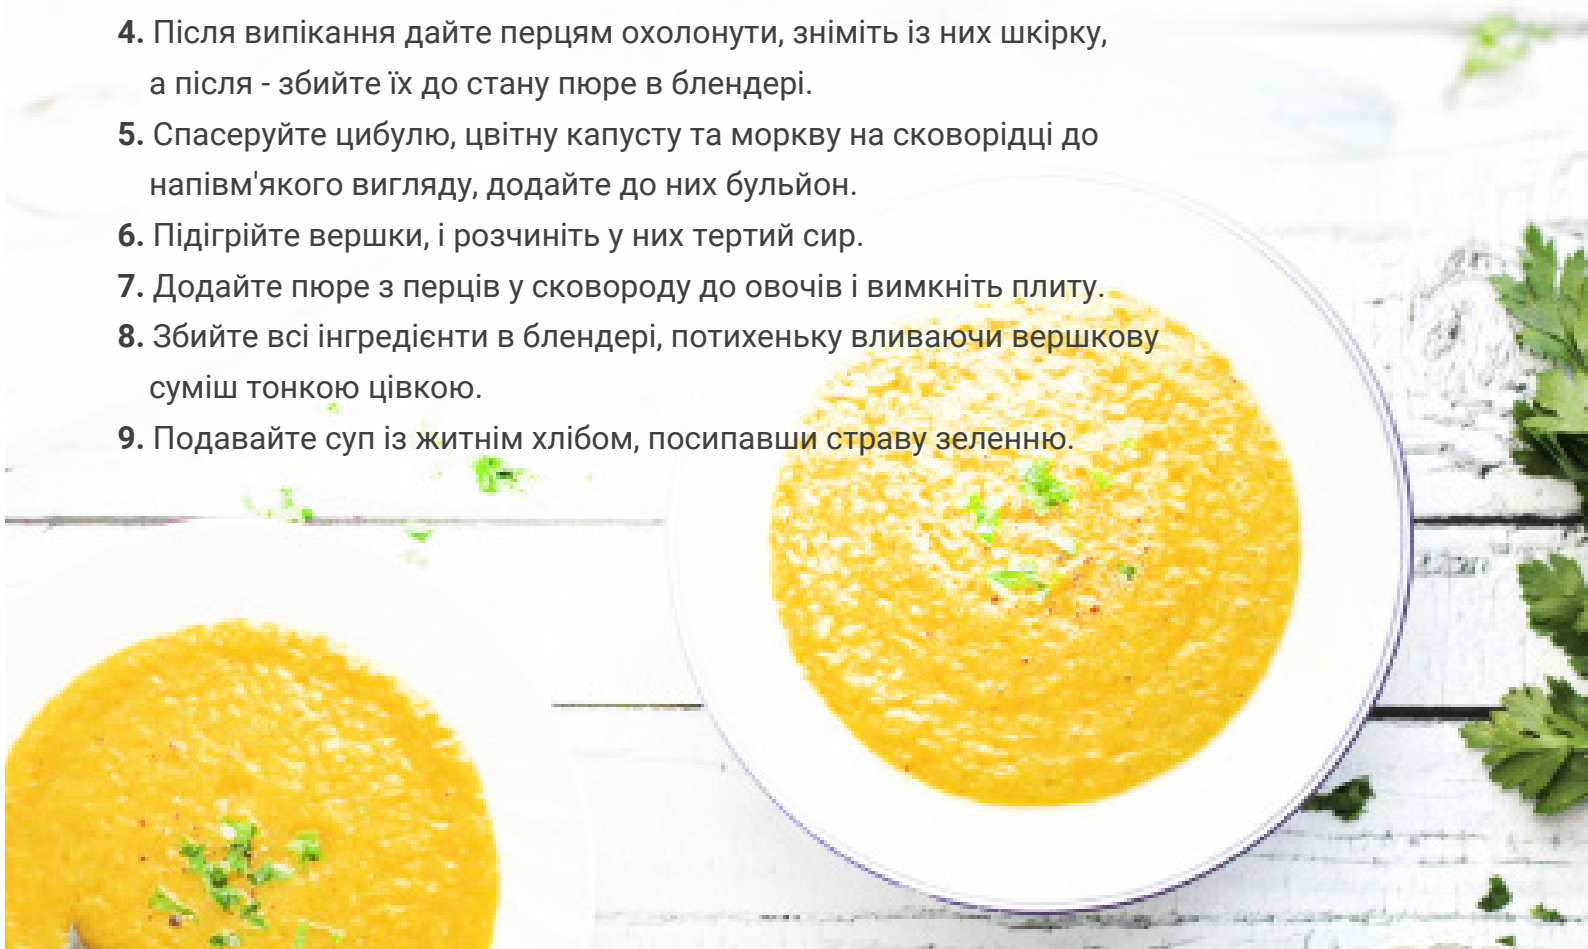 4. Після випікання дайте перцям охолонути, зніміть із них шкірку,
а після - збийте їх до стану пюре в блендері.
5. Спасеруйте цибулю, цвітну капусту та моркву на сковорідці до
напівм'якого вигляду, додайте до них бульйон.
6. Підігрійте вершки, і розчиніть у них тертий сир.
7. Додайте пюре з перців у сковороду до овочів і вимкніть плиту.
8. Збийте всі інгредієнти в блендері, потихеньку вливаючи вершкову
суміш тонкою цівкою.
9. Подавайте суп із житнім хлібом, посипавши страву зеленню.